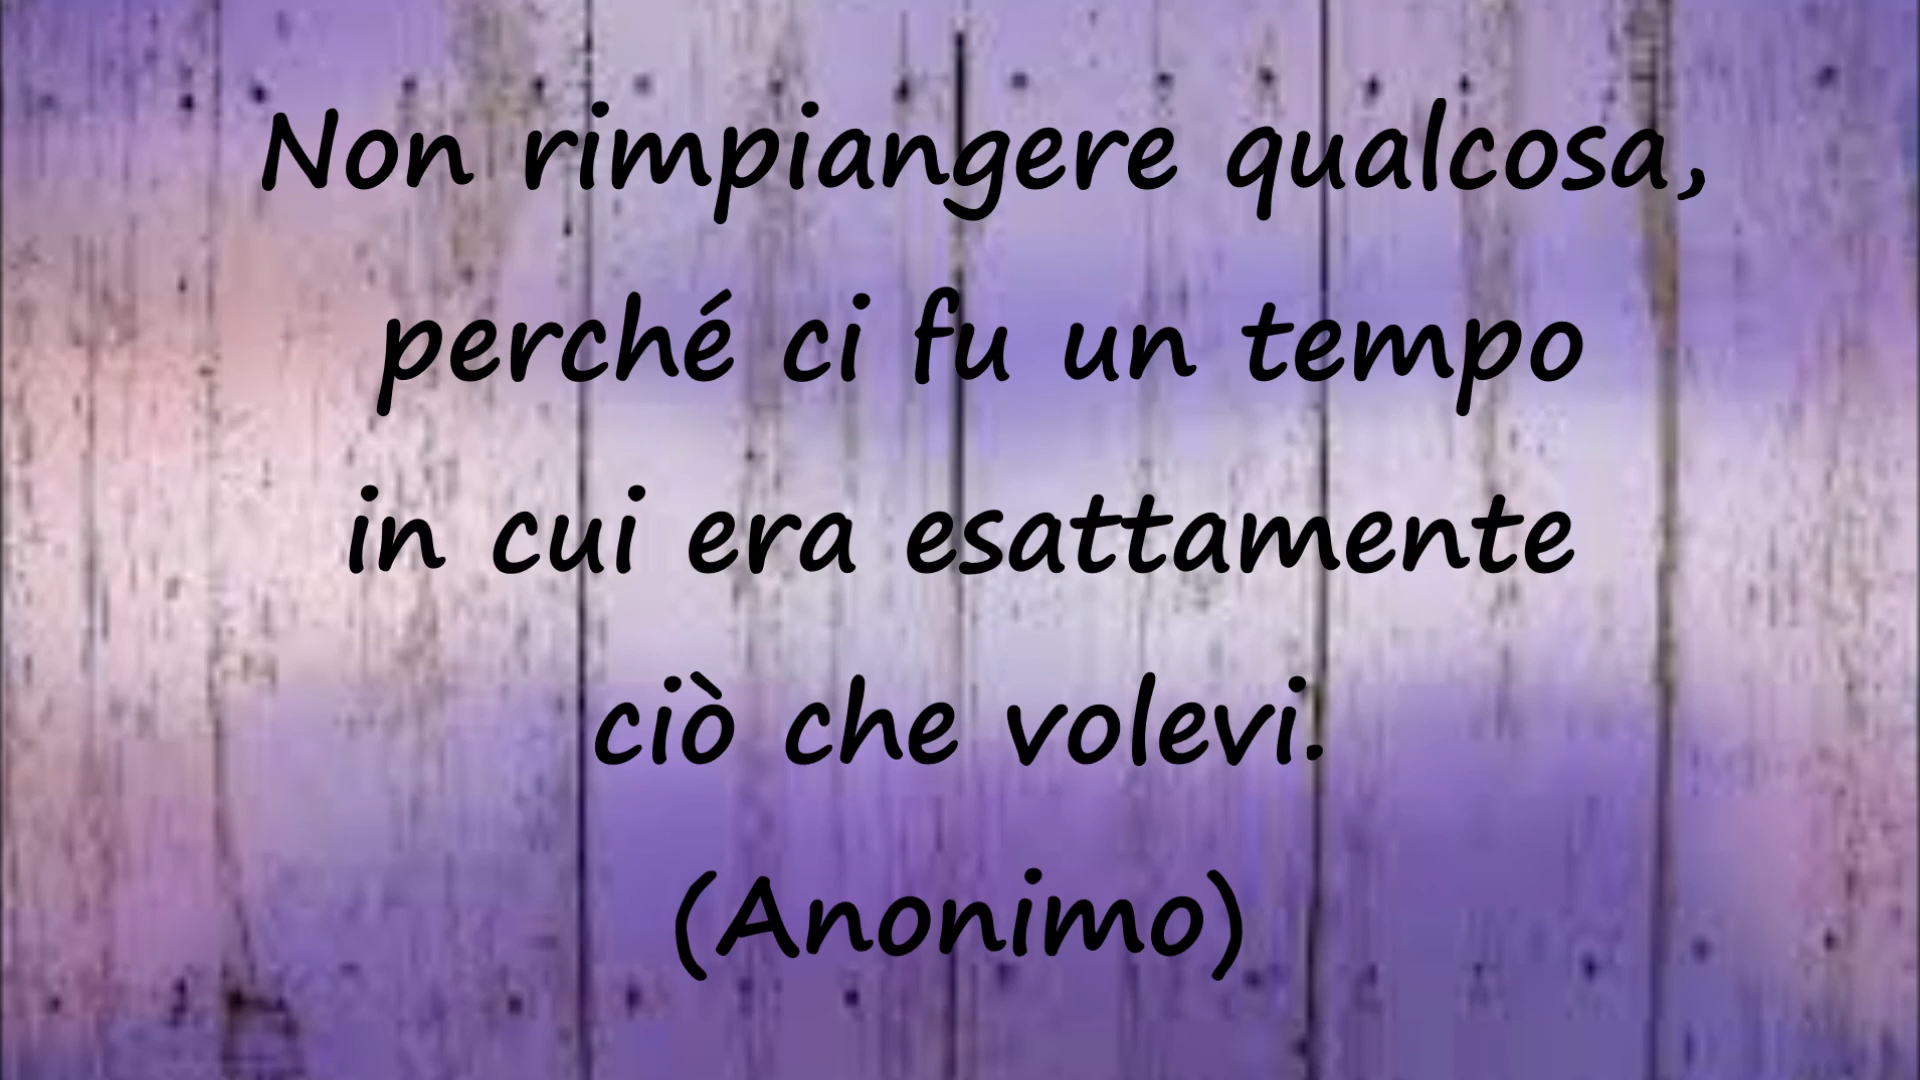 Non rimpiangere qualcosa,
perché ci fu un tempo
in cui era esattamente
ciò che volevi.
(Anonimo)